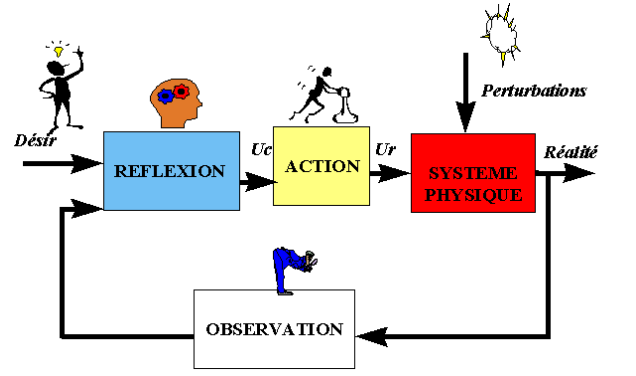 Perturbations
Désir
Uc
Ur
Réalité
REFLEXION
ACTION
SYSTEME
PHYSIQUE
OBSERVATION